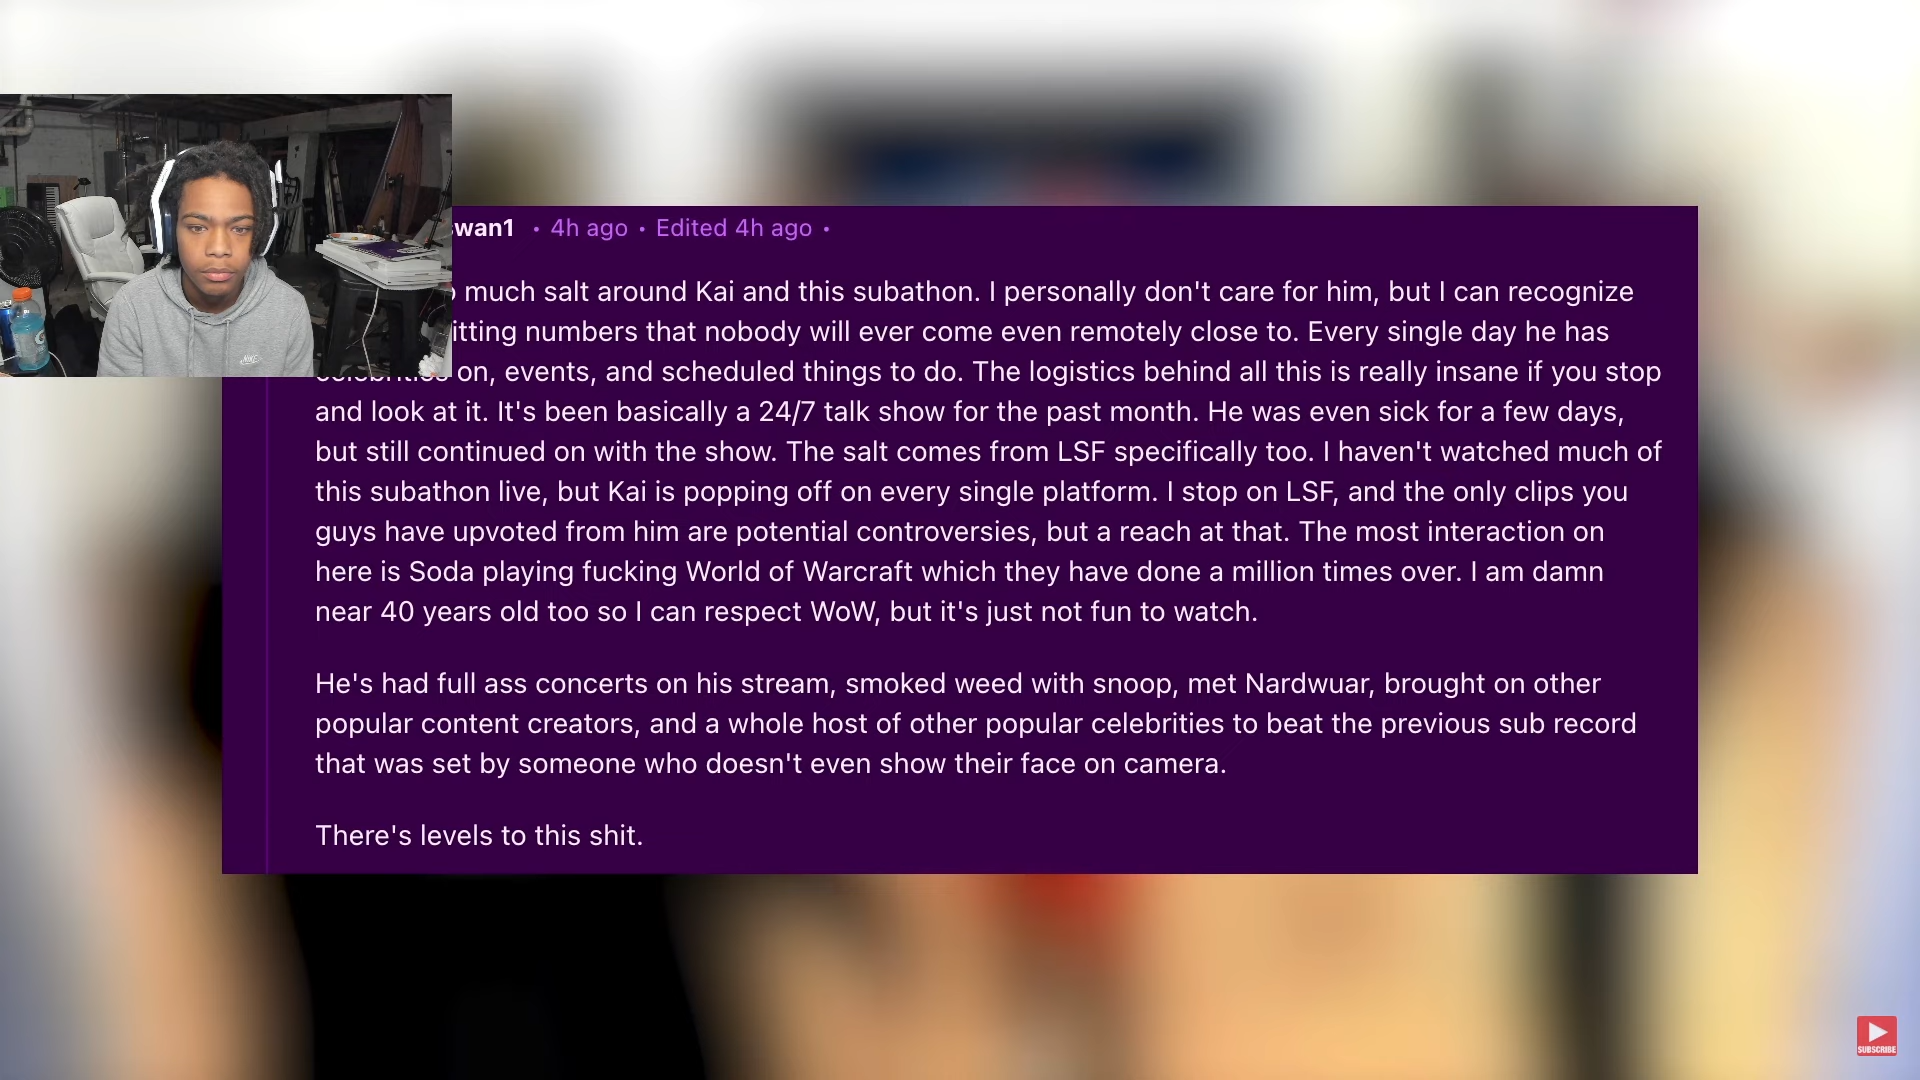 wan1 • 4h ago • Edited 4h ago •
much salt around Kai and this subathon. I personally don't care for him, but I can recognize
itting numbers that nobody will ever come even remotely close to. Every single day he has
celebrities on, events, and scheduled things to do. The logistics behind all this is really insane if you stop
and look at it. It's been basically a 24/7 talk show for the past month. He was even sick for a few days,
but still continued on with the show. The salt comes from LSF specifically too. I haven't watched much of
this subathon live, but Kai is popping off on every single platform. I stop on LSF, and the only clips you
guys have upvoted from him are potential controversies, but a reach at that. The most interaction on
here is Soda playing fucking World of Warcraft which they have done a million times over. I am damn
near 40 years old too so I can respect WoW, but it's just not fun to watch.
He's had full ass concerts on his stream, smoked weed with snoop, met Nardwuar, brought on other
popular content creators, and a whole host of other popular celebrities to beat the previous sub record
that was set by someone who doesn't even show their face on camera.
There's levels to this shit.
NIKE
SUBSCRIBE